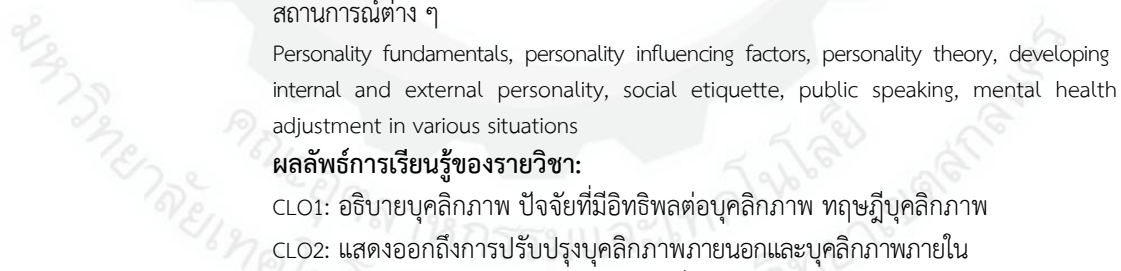 สถานการณ์ต่าง ๆ
Personality fundamentals, personality influencing factors, personality theory, developing
internal and external personality, social etiquette, public speaking, mental health
adjustment in various situations
ผลลัพธ์การเรียนรู้ของรายวิชา:
CLO1: อธิบายบุคลิกภาพ ปัจจัยที่มีอิทธิพลต่อบุคลิกภาพ ทฤษฎีบุคลิกภาพ
CLO2: แสดงออกถึงการปรับปรุงบุคลิกภาพภายนอกและบุคลิกภาพภายใน